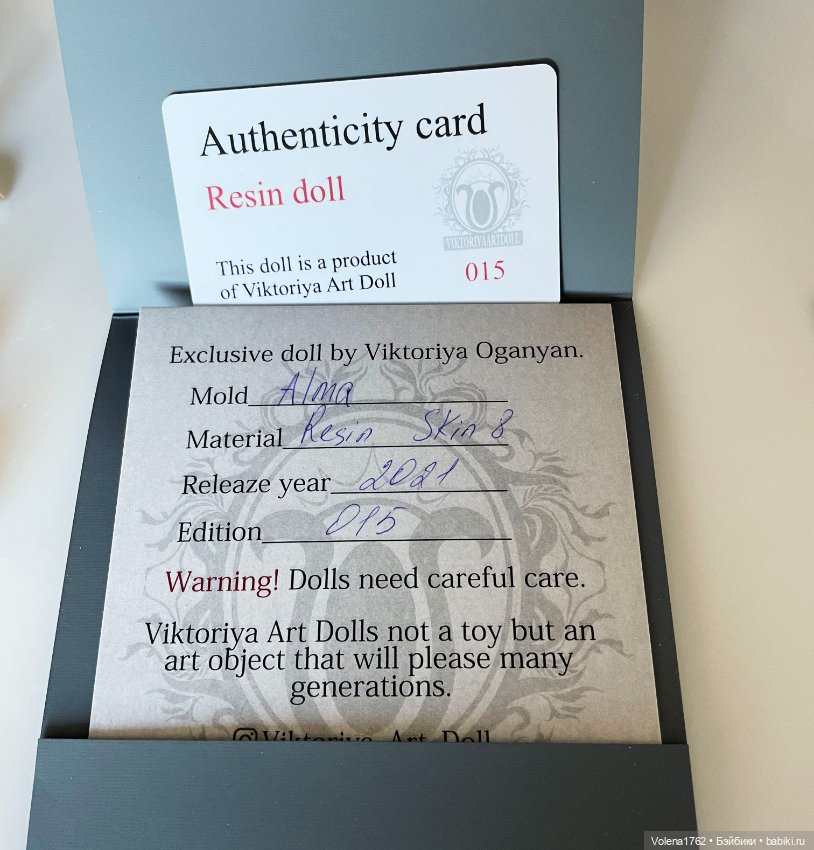 Authenticity card
Resin doll
VIKTORIYAARTDOLL
This doll is a product
of Viktoriya Art Doll
015
Exclusive doll by Viktoriya Oganyan.
Mold Alma
Material Resin Skin 8
Releaze year 2021
Edition 015
Warning! Dolls need careful care.
Viktoriya Art Dolls not a toy but an
art object that will please many
generations.
Viktoriya_Art_Doll
Volena1762 • Бэйбики • babiki.ru